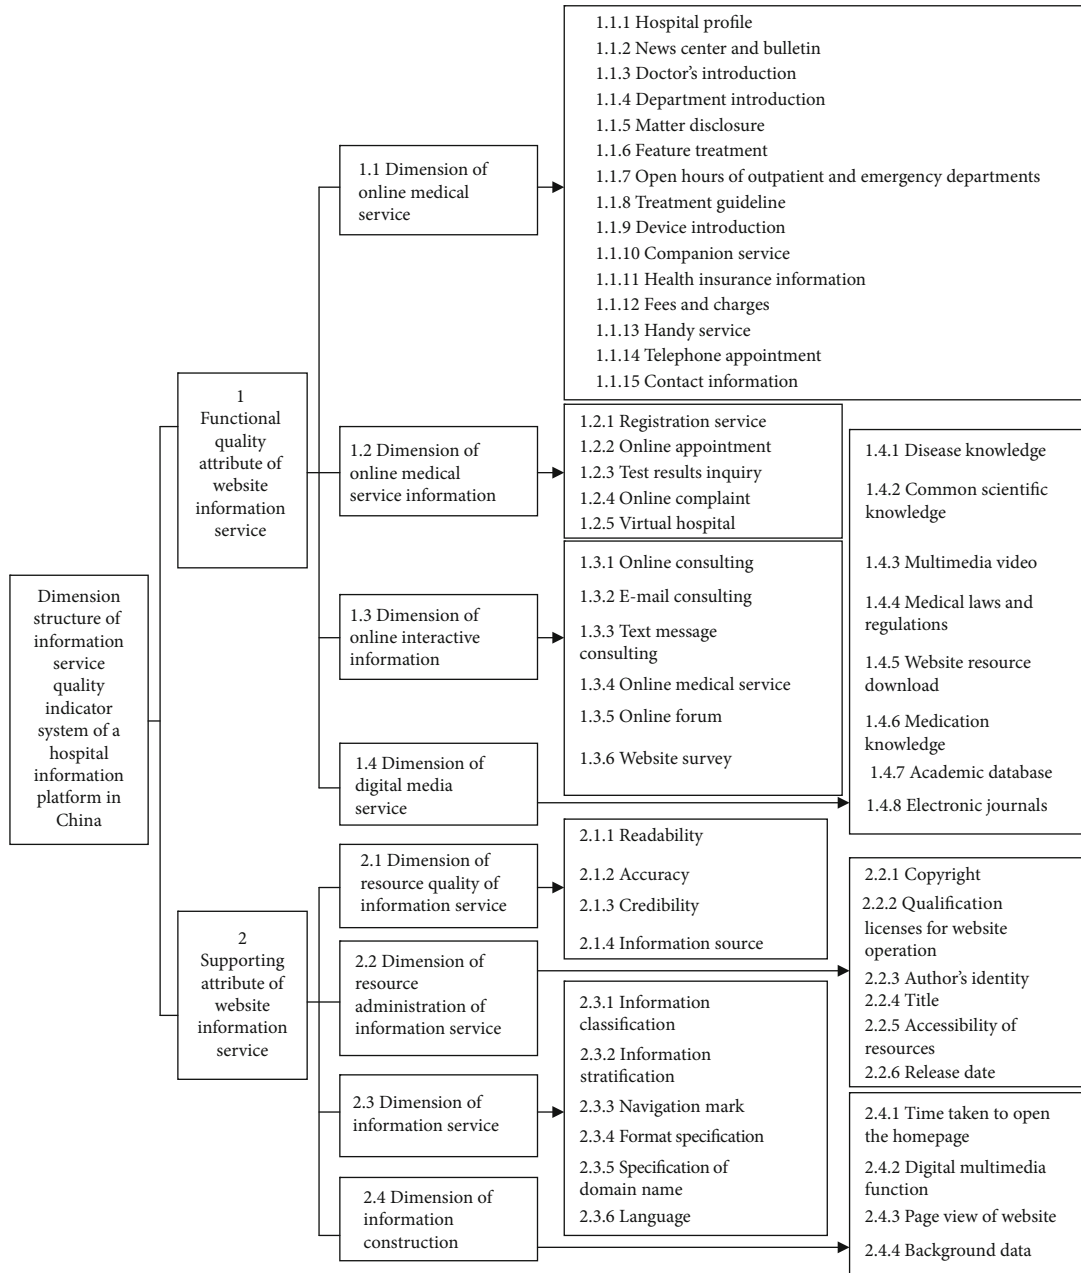 Dimension
structure of
information
service
quality
indicator
system of a
hospital
information
platform in
China
1
Functional
quality
attribute of
website
information
service
1.1 Dimension of
online medical
service
1.1.1 Hospital profile
1.1.2 News center and bulletin
1.1.3 Doctor's introduction
1.1.4 Department introduction
1.1.5 Matter disclosure
1.1.6 Feature treatment
1.1.7 Open hours of outpatient and emergency departments
1.1.8 Treatment guideline
1.1.9 Device introduction
1.1.10 Companion service
1.1.11 Health insurance information
1.1.12 Fees and charges
1.1.13 Handy service
1.1.14 Telephone appointment
1.1.15 Contact information
1.2 Dimension of
online medical
service information
1.2.1 Registration service
1.2.2 Online appointment
1.2.3 Test results inquiry
1.2.4 Online complaint
1.2.5 Virtual hospital
1.3 Dimension of
online interactive
information
1.3.1 Online consulting
1.3.2 E-mail consulting
1.3.3 Text message
consulting
1.3.4 Online medical service
1.3.5 Online forum
1.3.6 Website survey
1.4 Dimension of
digital media
service
1.4.1 Disease knowledge
1.4.2 Common scientific
knowledge
1.4.3 Multimedia video
1.4.4 Medical laws and
regulations
1.4.5 Website resource
download
1.4.6 Medication
knowledge
1.4.7 Academic database
1.4.8 Electronic journals
2
Supporting
attribute of
website
information
service
2.1 Dimension of
resource quality of
information service
2.1.1 Readability
2.1.2 Accuracy
2.1.3 Credibility
2.1.4 Information source
2.2 Dimension of
resource
administration of
information service
2.2.1 Copyright
2.2.2 Qualification
licenses for website
operation
2.2.3 Author's identity
2.2.4 Title
2.2.5 Accessibility of
resources
2.2.6 Release date
2.3 Dimension of
information service
2.3.1 Information
classification
2.3.2 Information
stratification
2.3.3 Navigation mark
2.3.4 Format specification
2.3.5 Specification of
domain name
2.3.6 Language
2.4 Dimension of
information
construction
2.4.1 Time taken to open
the homepage
2.4.2 Digital multimedia
function
2.4.3 Page view of website
2.4.4 Background data